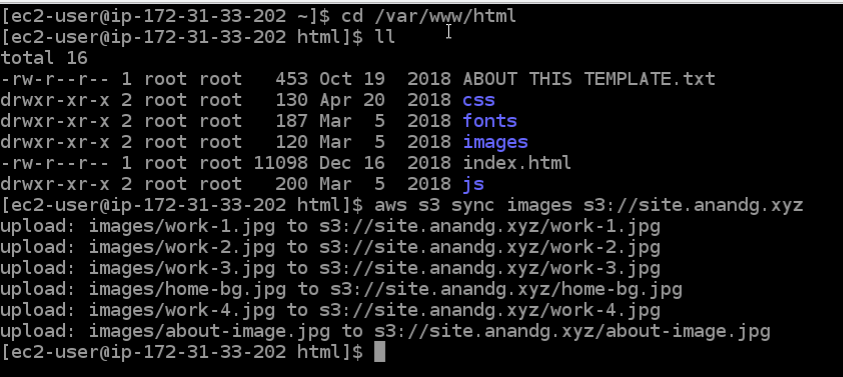 [ec2-user@ip-172-31-33-202 ~]$ cd /var/www/html
[ec2-user@ip-172-31-33-202 html]$ ll
total 16
-rw-r--r-- 1 root root   453 Oct 19  2018 ABOUT THIS TEMPLATE.txt
drwxr-xr-x 2 root root   130 Apr 20  2018 css
drwxr-xr-x 2 root root   187 Mar  5  2018 fonts
drwxr-xr-x 2 root root   120 Mar  5  2018 images
-rw-r--r-- 1 root root 11098 Dec 16  2018 index.html
drwxr-xr-x 2 root root   200 Mar  5  2018 js
[ec2-user@ip-172-31-33-202 html]$ aws s3 sync images s3://site.anandg.xyz
upload: images/work-1.jpg to s3://site.anandg.xyz/work-1.jpg
upload: images/work-2.jpg to s3://site.anandg.xyz/work-2.jpg
upload: images/work-3.jpg to s3://site.anandg.xyz/work-3.jpg
upload: images/home-bg.jpg to s3://site.anandg.xyz/home-bg.jpg
upload: images/work-4.jpg to s3://site.anandg.xyz/work-4.jpg
upload: images/about-image.jpg to s3://site.anandg.xyz/about-image.jpg
[ec2-user@ip-172-31-33-202 html]$